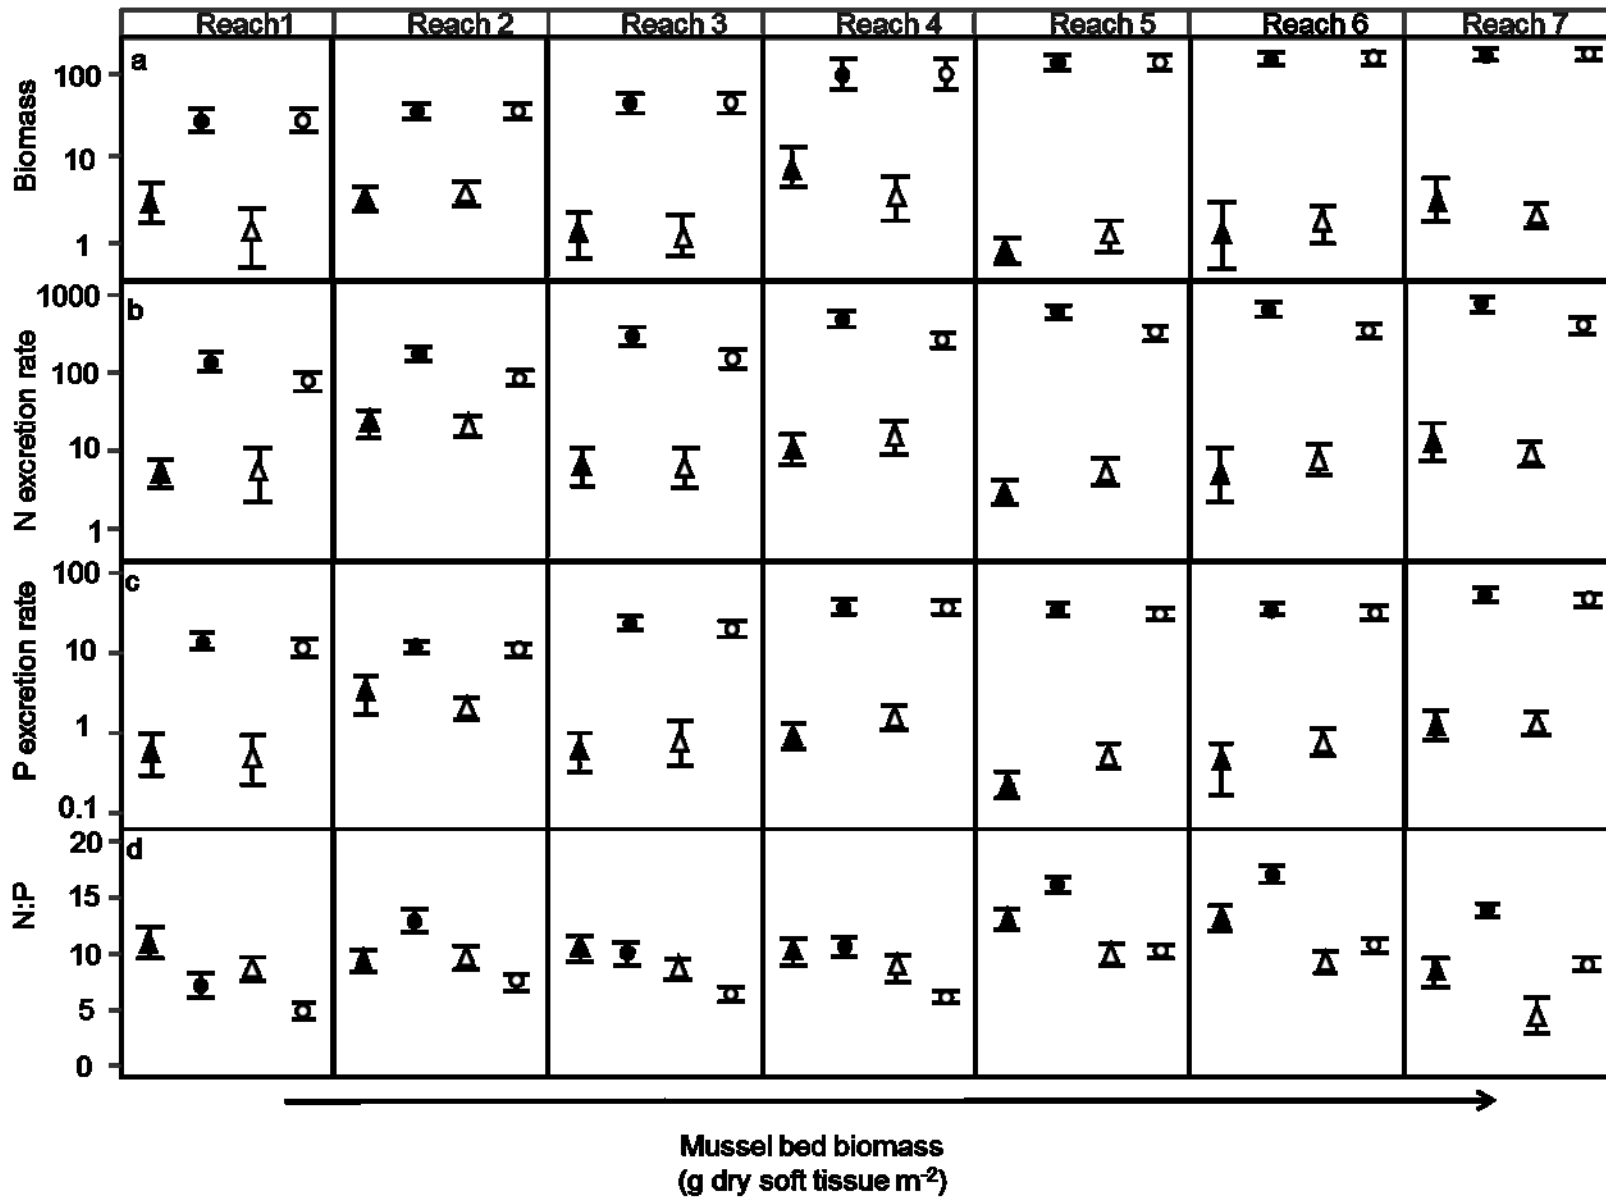 Reach1 Reach 2 Reach 3 Reach 4 Reach 5 Reach 6 Reach 7
a
Biomass
100
10
1
b
N excretion rate
1000
100
10
1
c
P excretion rate
100
10
1
0.1
d
N:P
20
15
10
5
0
Mussel bed biomass
(g dry soft tissue m⁻²)